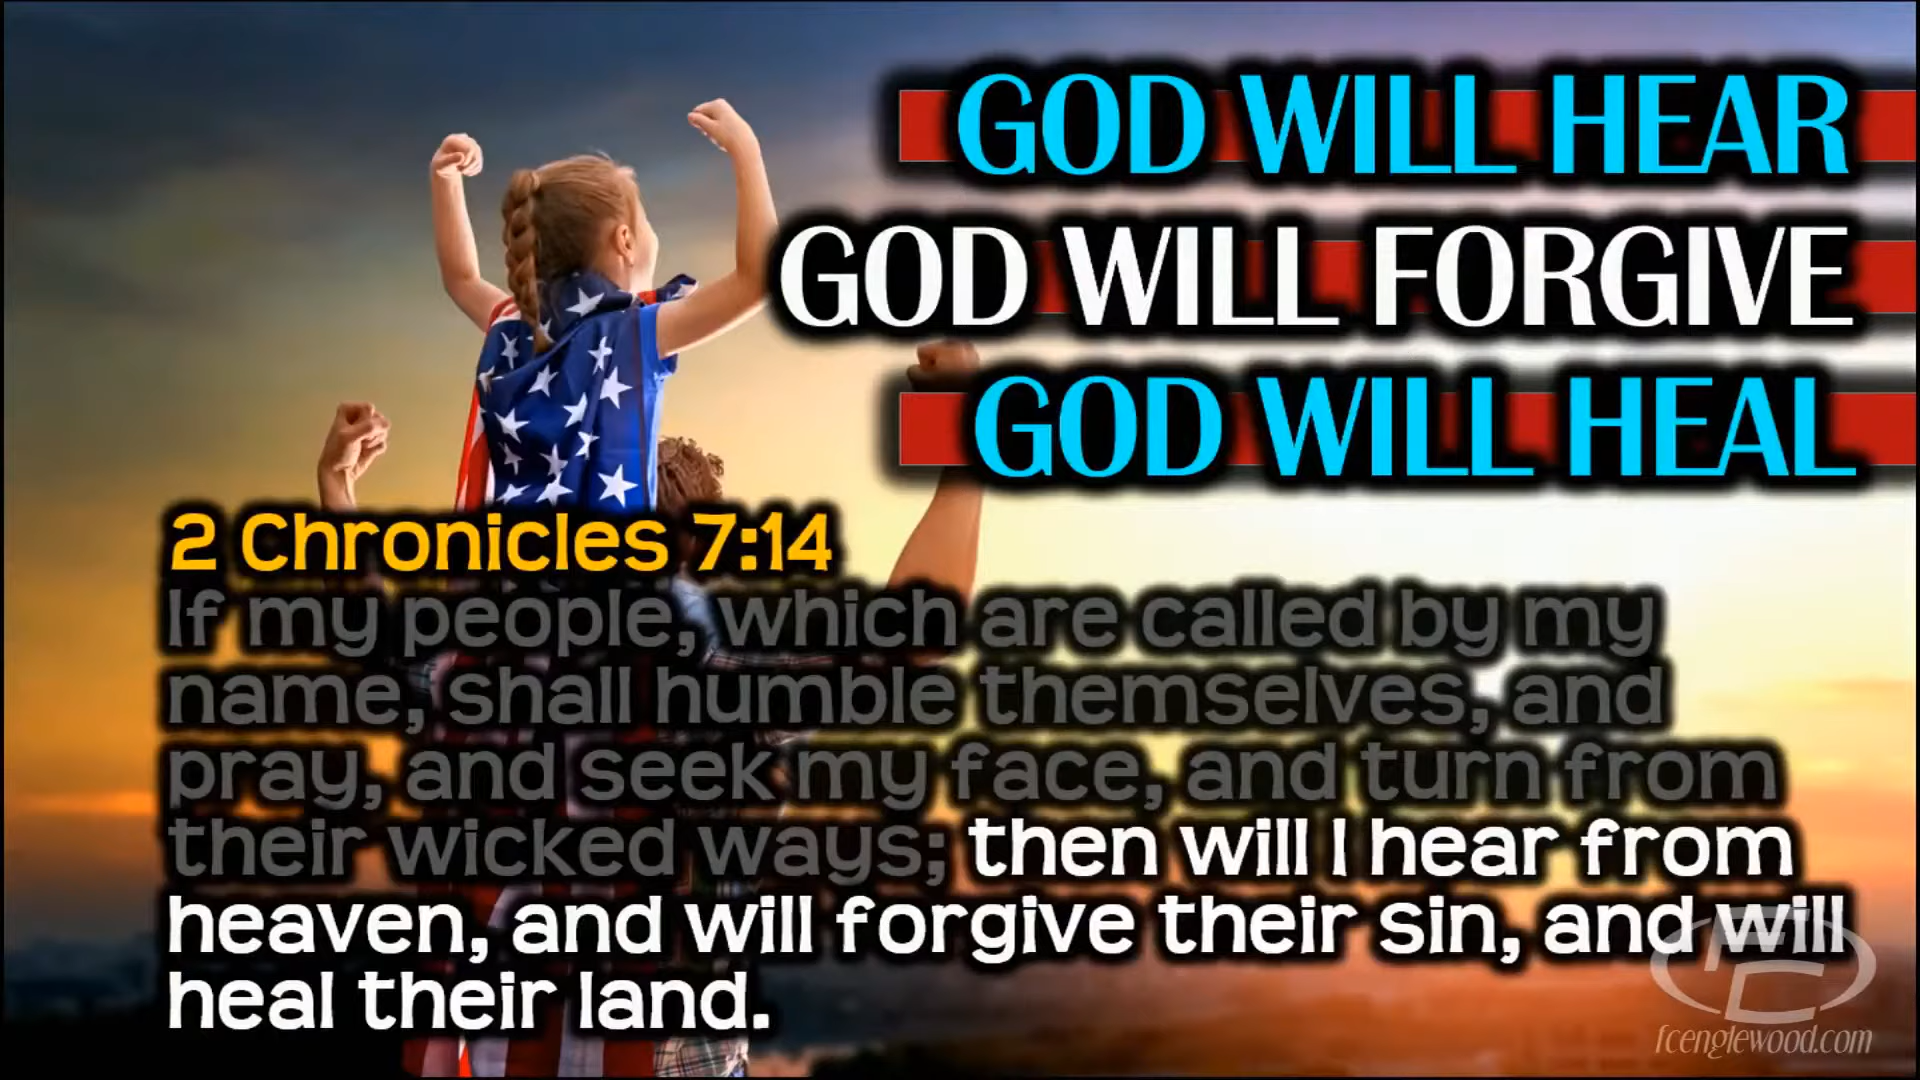 GOD WILL HEAR
GOD WILL FORGIVE
GOD WILL HEAL
2 Chronicles 7:14
If my people, which are called by my
name, shall humble themselves, and
pray, and seek my face, and turn from
their wicked ways; then will I hear from
heaven, and will forgive their sin, and will
heal their land.
FC
fcenglewood.com